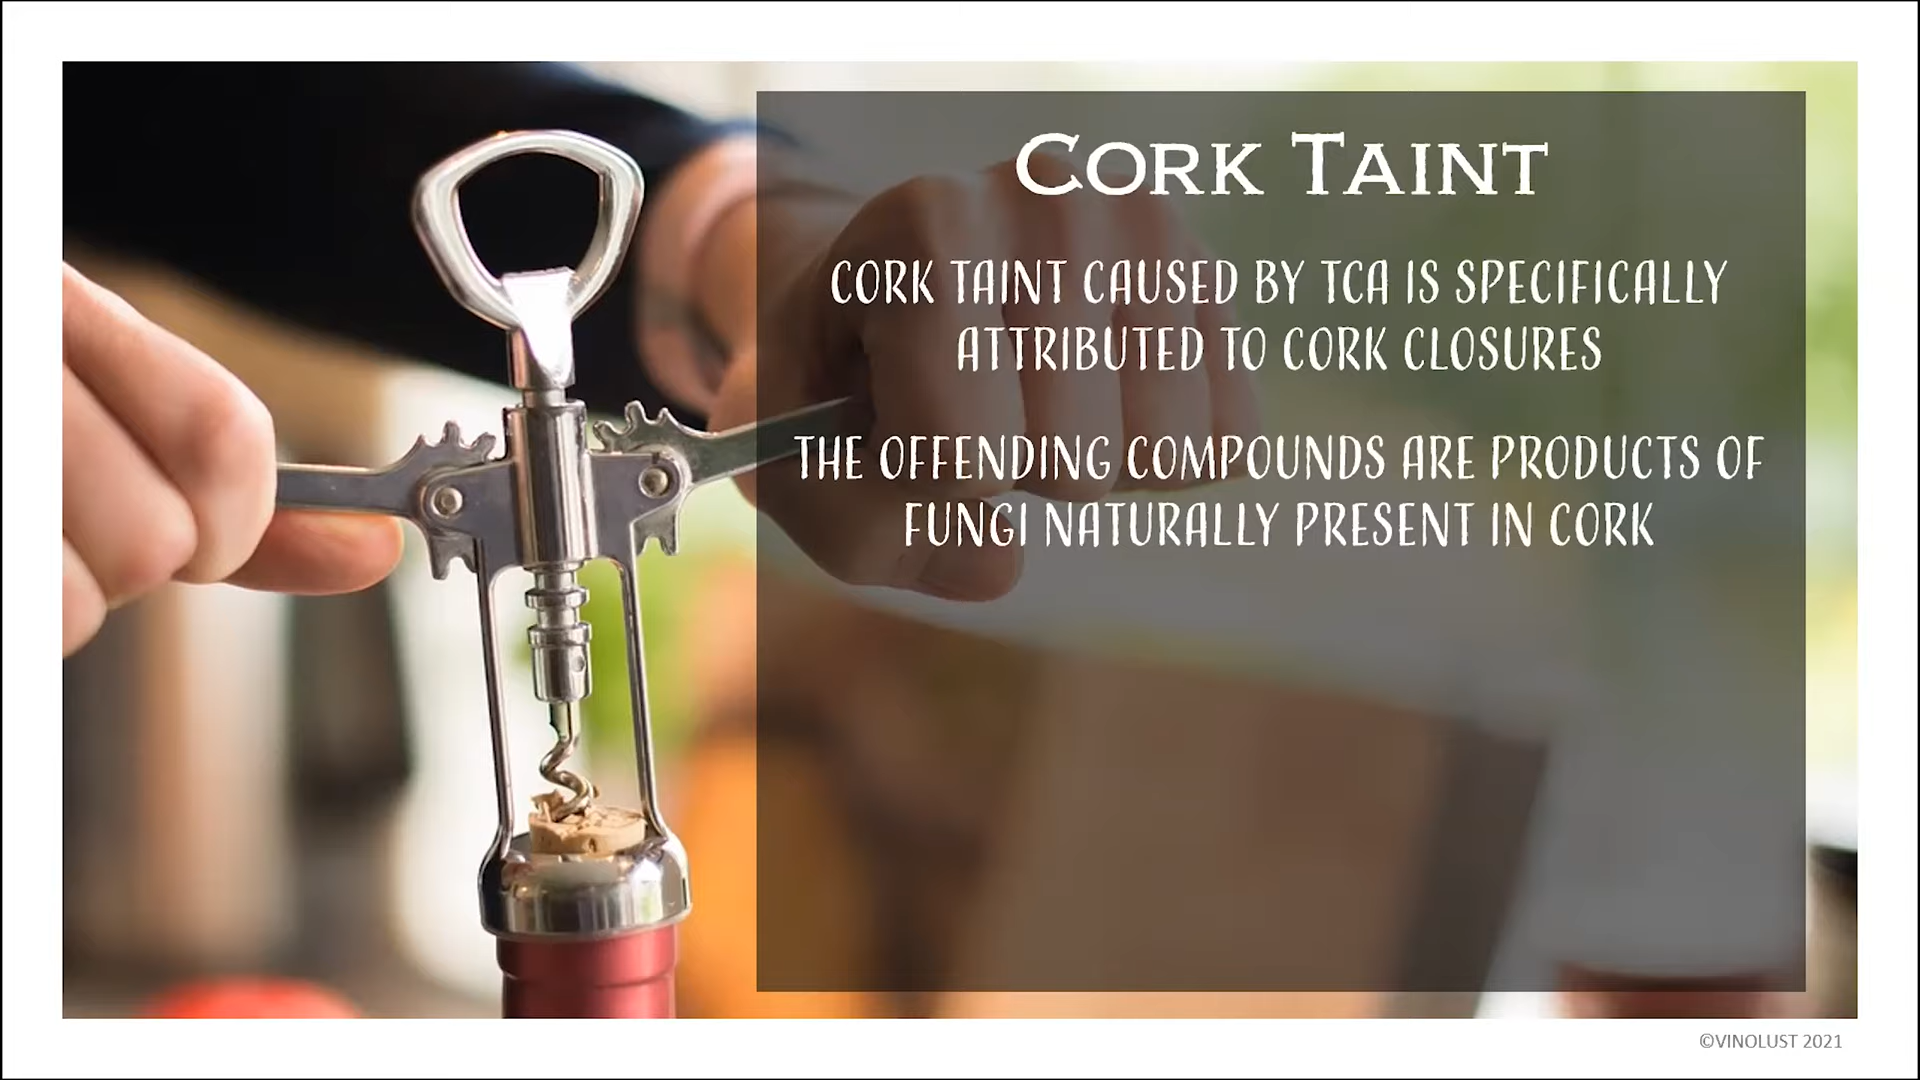 CORK TAINT
CORK TAINT CAUSED BY TCA IS SPECIFICALLY
ATTRIBUTED TO CORK CLOSURES
THE OFFENDING COMPOUNDS ARE PRODUCTS OF
FUNGI NATURALLY PRESENT IN CORK
©VINOLUST 2021